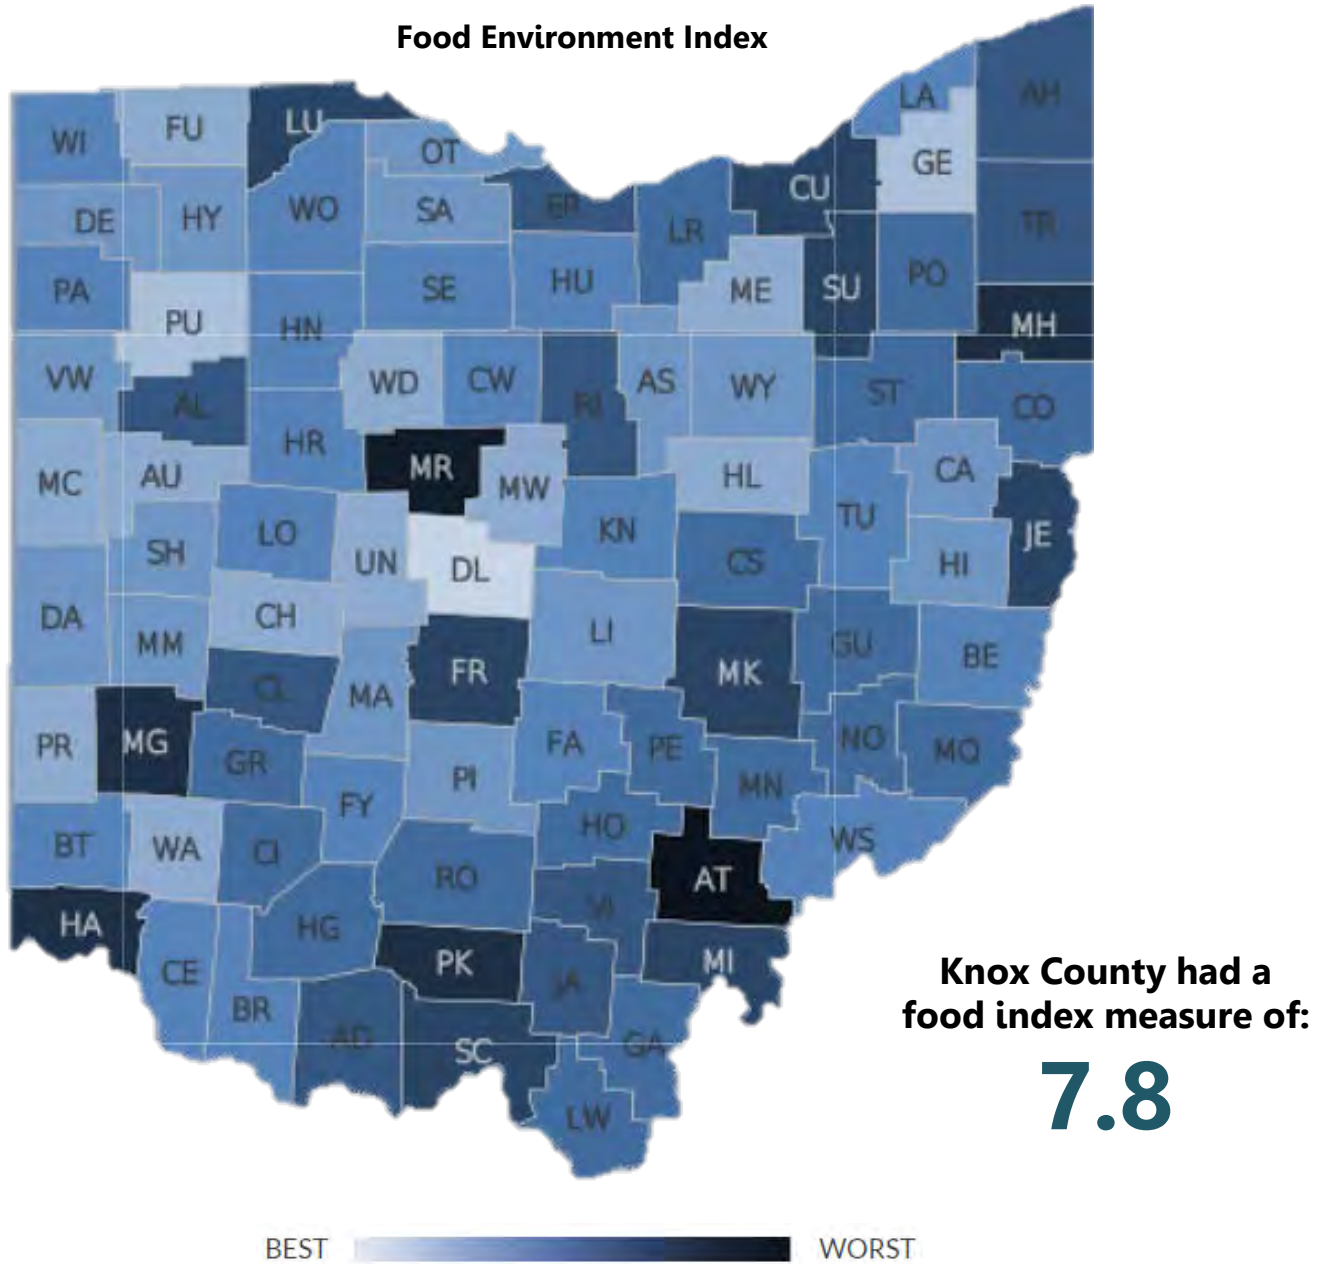 Food Environment Index
AH
LA
LU
FU
WI
OT
GE
CU
SA
ER
WO
HY
DE
LR
TR
PO
HU
SE
PA
ME
SU
PU
HN
MH
VW
WD
CW
AS
WY
ST
AL
RI
CO
HR
MR
CA
AU
HL
MC
MW
TU
KN
JE
LO
SH
UN
DL
CS
HI
CH
DA
LI
MM
GU
BE
FR
MK
CL
MA
PR
MG
FA
PE
NO
MO
GR
PI
MN
FY
HO
WS
BT
WA
CI
RO
AT
VI
HA
HG
PK
MI
CE
JA
BR
AD
SC
GA
LW
Knox County had a
food index measure of:
7.8
BEST
WORST